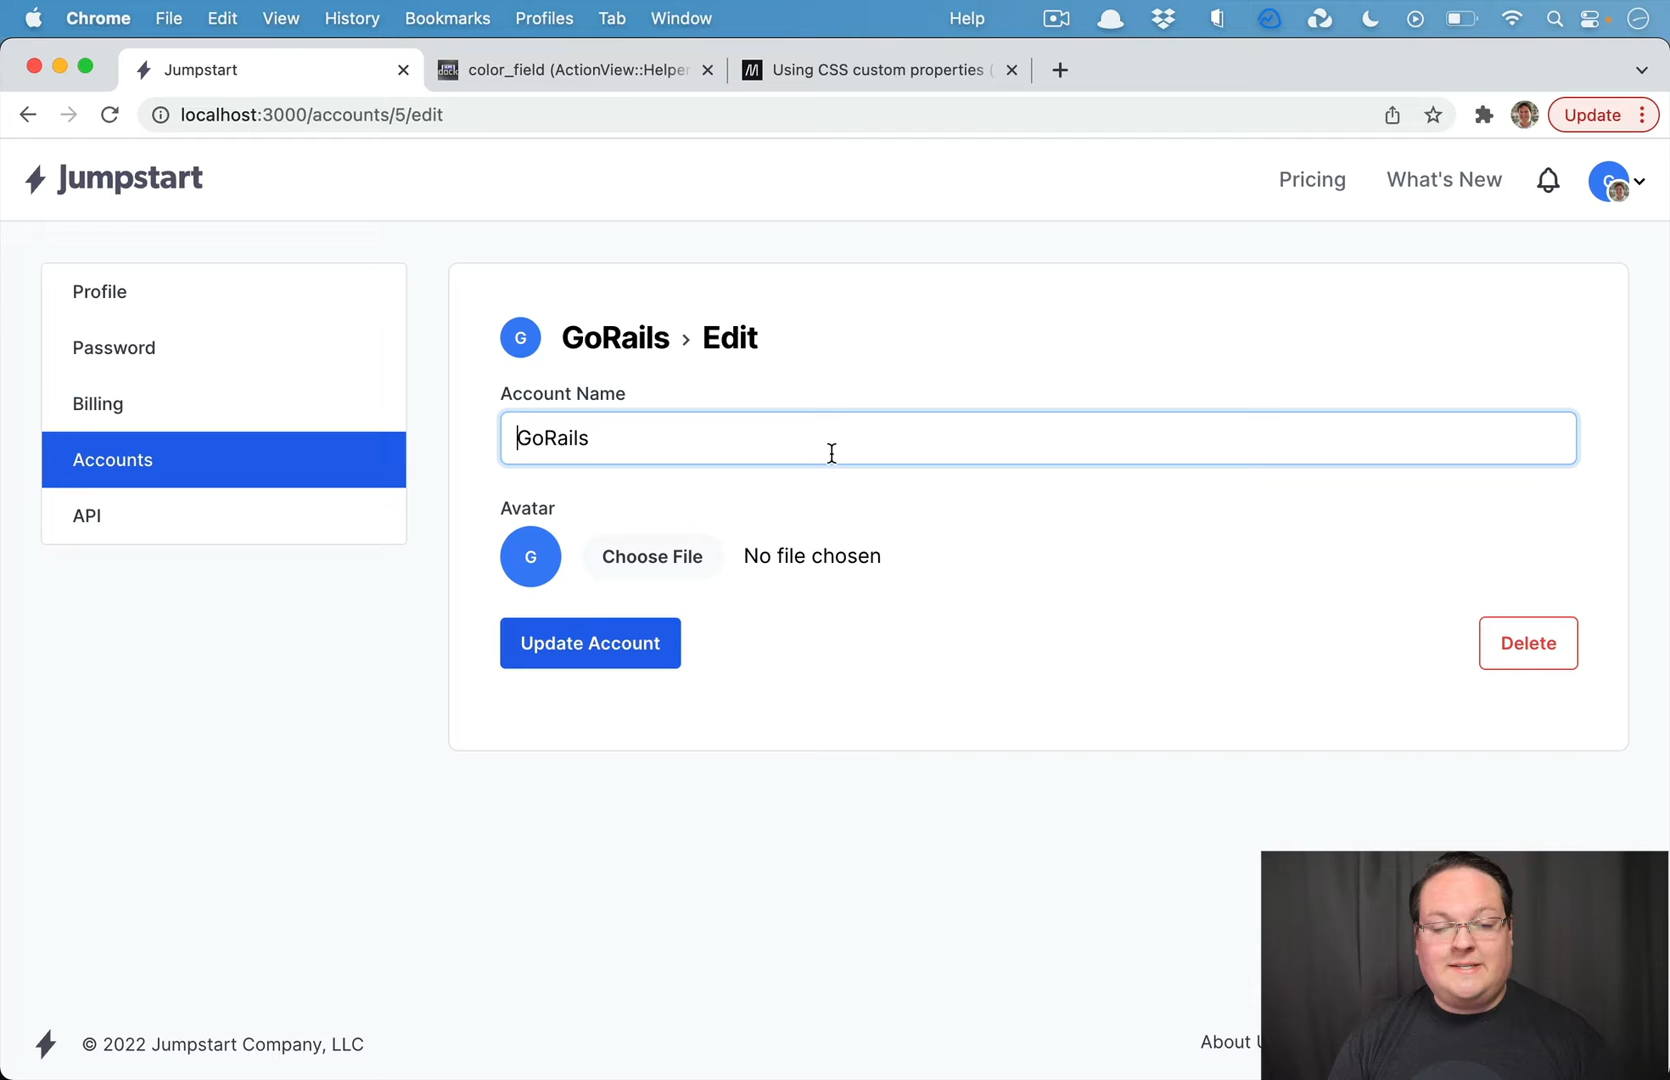 Chrome File Edit View History Bookmarks Profiles Tab Window Help
Jumpstart
color_field (ActionView::Helper
Using CSS custom properties (
localhost:3000/accounts/5/edit
Update
Jumpstart
Pricing
What's New
Profile
Password
Billing
Accounts
API
G
GoRails › Edit
Account Name
GoRails
Avatar
G
Choose File
No file chosen
Update Account
Delete
© 2022 Jumpstart Company, LLC
About